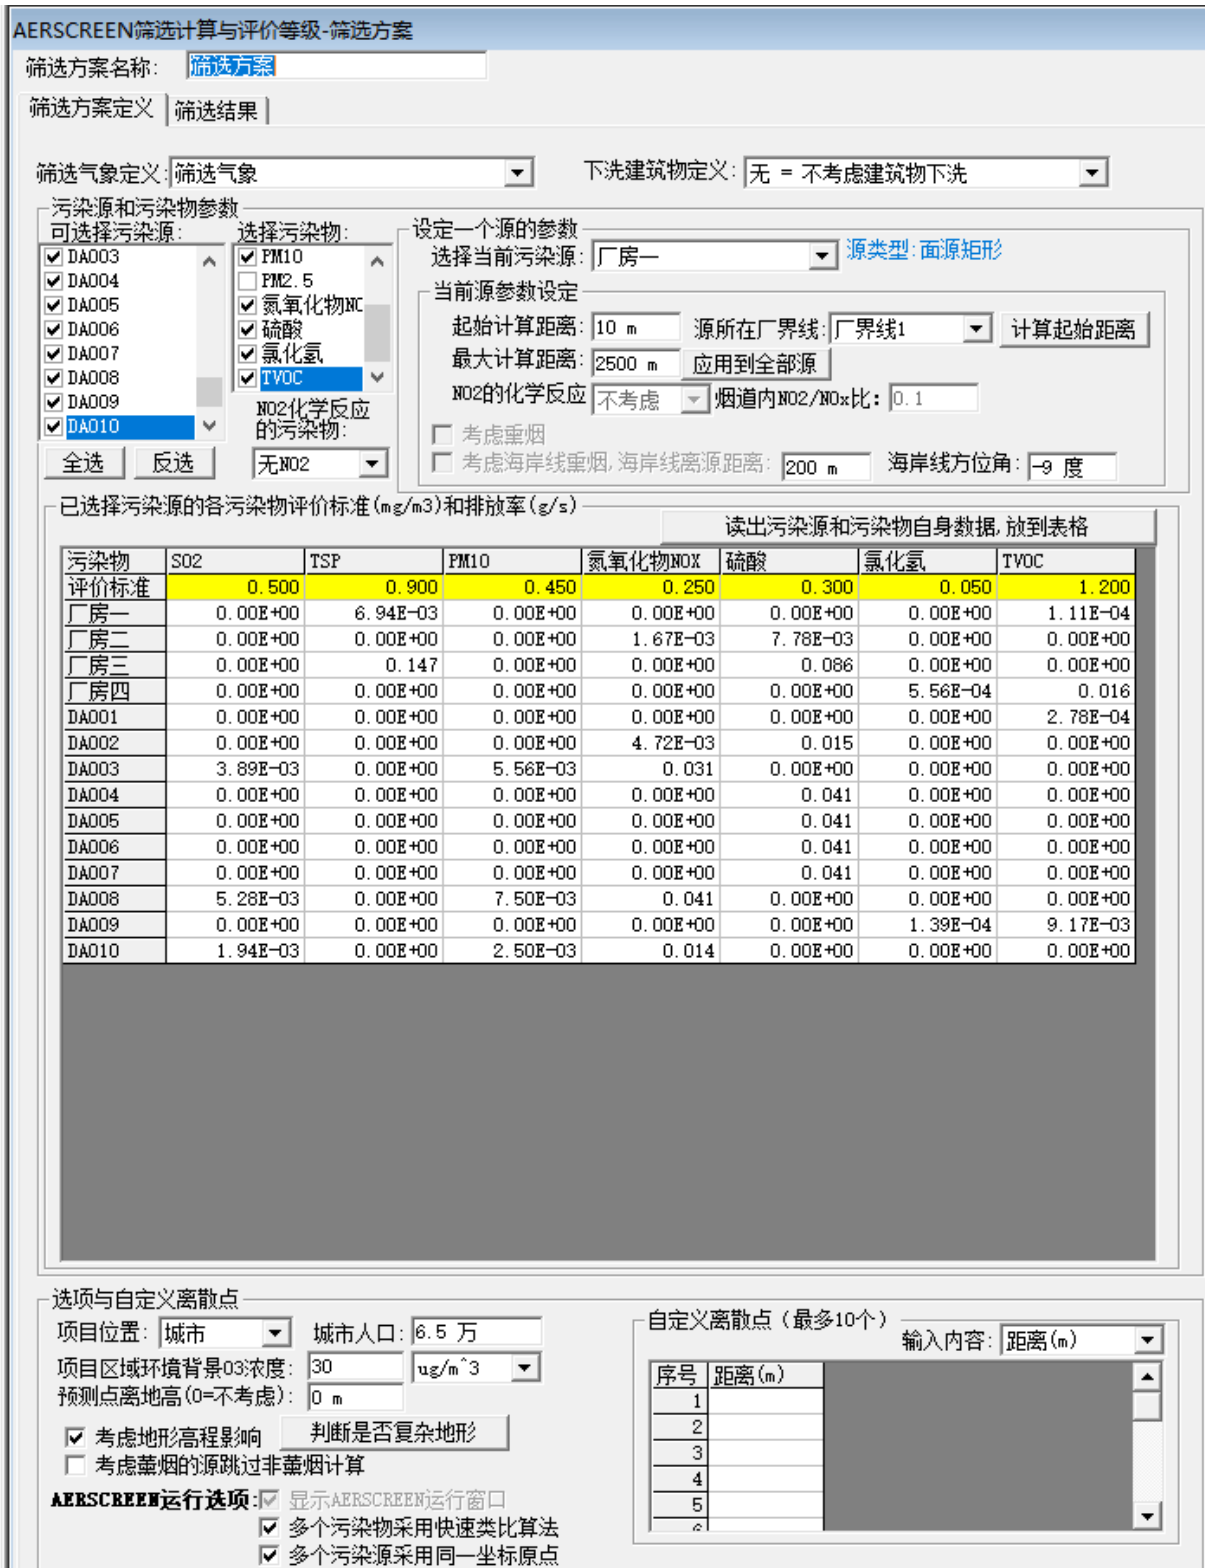 AERSCREEN筛选计算与评价等级-筛选方案
筛选方案名称: 筛选方案
筛选方案定义 筛选结果
筛选气象定义: 筛选气象 下洗建筑物定义: 无 = 不考虑建筑物下洗
污染源和污染物参数
可选择污染源: 选择污染物:
DA003
DA004
DA005
DA006
DA007
DA008
DA009
DA010
PM10
PM2.5
氮氧化物NO
硫酸
氯化氢
TVOC
NO2化学反应
的污染物:
全选 反选 无NO2
设定一个源的参数
选择当前污染源: 厂房一 源类型:面源矩形
当前源参数设定
起始计算距离: 10 m 源所在厂界线: 厂界线1 计算起始距离
最大计算距离: 2500 m 应用到全部源
NO2的化学反应 不考虑 烟道内NO2/NOx比: 0.1
考虑重烟
考虑海岸线重烟,海岸线离源距离: 200 m 海岸线方位角: -9 度
已选择污染源的各污染物评价标准(mg/m3)和排放率(g/s)
读出污染源和污染物自身数据,放到表格
污染物 SO2 TSP PM10 氮氧化物NOX 硫酸 氯化氢 TVOC
评价标准 0.500 0.900 0.450 0.250 0.300 0.050 1.200
厂房一 0.00E+00 6.94E-03 0.00E+00 0.00E+00 0.00E+00 0.00E+00 1.11E-04
厂房二 0.00E+00 0.00E+00 0.00E+00 1.67E-03 7.78E-03 0.00E+00 0.00E+00
厂房三 0.00E+00 0.147 0.00E+00 0.00E+00 0.086 0.00E+00 0.00E+00
厂房四 0.00E+00 0.00E+00 0.00E+00 0.00E+00 0.00E+00 5.56E-04 0.016
DA001 0.00E+00 0.00E+00 0.00E+00 0.00E+00 0.00E+00 0.00E+00 2.78E-04
DA002 0.00E+00 0.00E+00 0.00E+00 4.72E-03 0.015 0.00E+00 0.00E+00
DA003 3.89E-03 0.00E+00 5.56E-03 0.031 0.00E+00 0.00E+00 0.00E+00
DA004 0.00E+00 0.00E+00 0.00E+00 0.00E+00 0.041 0.00E+00 0.00E+00
DA005 0.00E+00 0.00E+00 0.00E+00 0.00E+00 0.041 0.00E+00 0.00E+00
DA006 0.00E+00 0.00E+00 0.00E+00 0.00E+00 0.041 0.00E+00 0.00E+00
DA007 0.00E+00 0.00E+00 0.00E+00 0.00E+00 0.041 0.00E+00 0.00E+00
DA008 5.28E-03 0.00E+00 7.50E-03 0.041 0.00E+00 0.00E+00 0.00E+00
DA009 0.00E+00 0.00E+00 0.00E+00 0.00E+00 0.00E+00 1.39E-04 9.17E-03
DA010 1.94E-03 0.00E+00 2.50E-03 0.014 0.00E+00 0.00E+00 0.00E+00
选项与自定义离散点
项目位置: 城市 城市人口: 6.5 万
项目区域环境背景O3浓度: 30 ug/m^3
预测点离地高(0=不考虑): 0 m
考虑地形高程影响 判断是否复杂地形
考虑薰烟的源跳过非薰烟计算
AERSCREEN运行选项: 显示AERSCREEN运行窗口
多个污染物采用快速类比算法
多个污染源采用同一坐标原点
自定义离散点 (最多10个) 输入内容: 距离(m)
序号 距离(m)
1
2
3
4
5